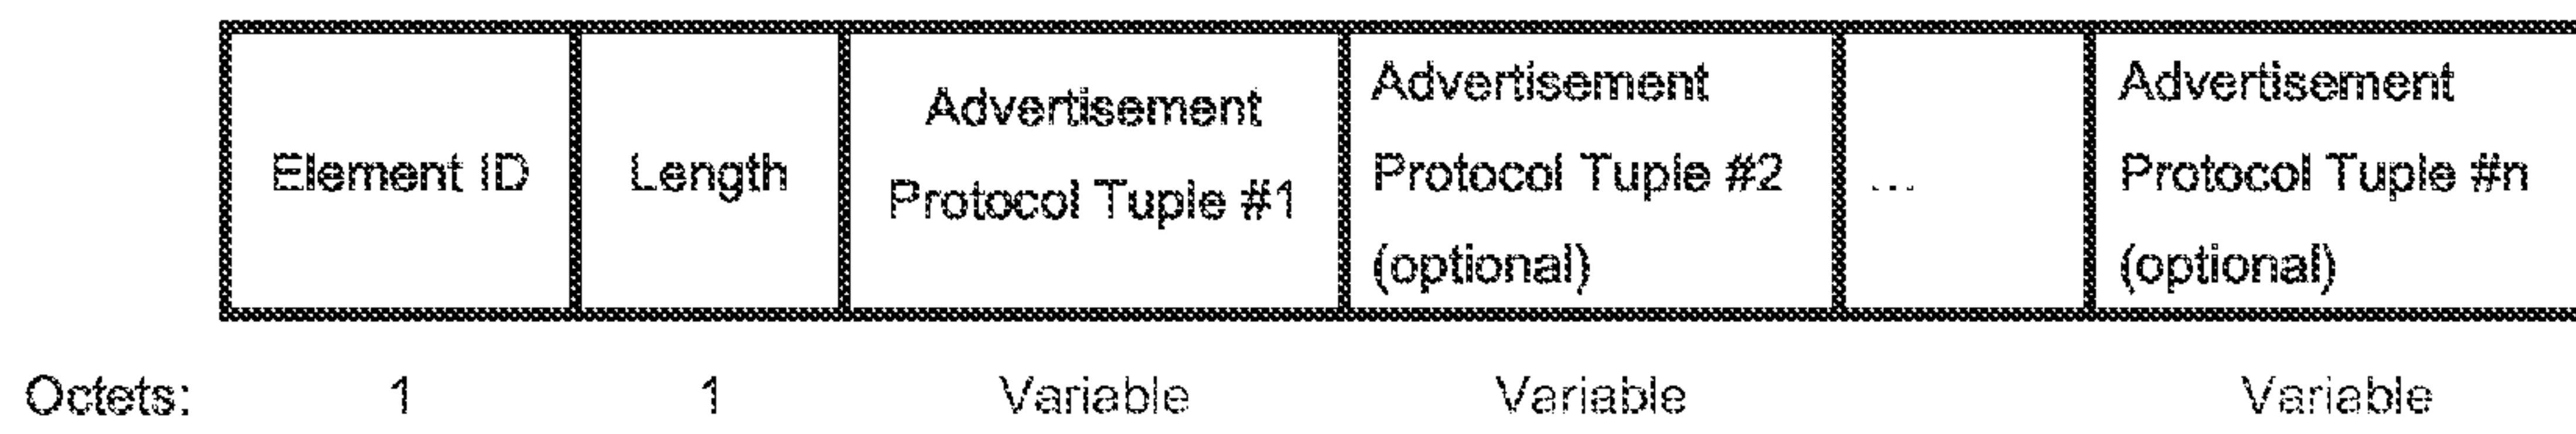 Element ID
Length
Advertisement
Protocol Tuple #1
Advertisement
Protocol Tuple #2
(optional)
...
Advertisement
Protocol Tuple #n
(optional)
Octets: 1 1 Variable Variable Variable